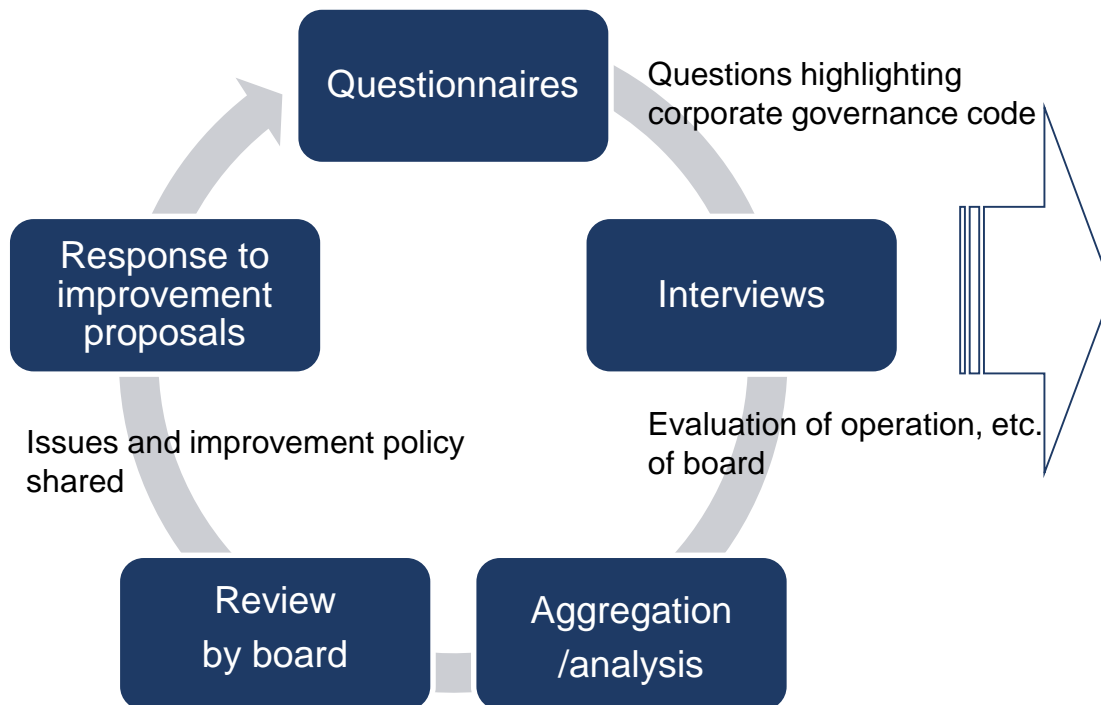 Questionnaires
Questions highlighting
corporate governance code
Interviews
Evaluation of operation, etc.
of board
Aggregation
/analysis
Review
by board
Issues and improvement policy
shared
Response to
improvement
proposals